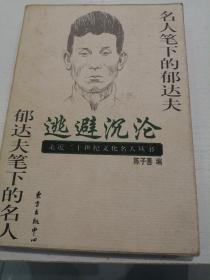 名人笔下的郁达夫
郁达夫笔下的名人
逃避沉沦
走近二十世纪文化名人丛书
陈子善 编
东方出版中心